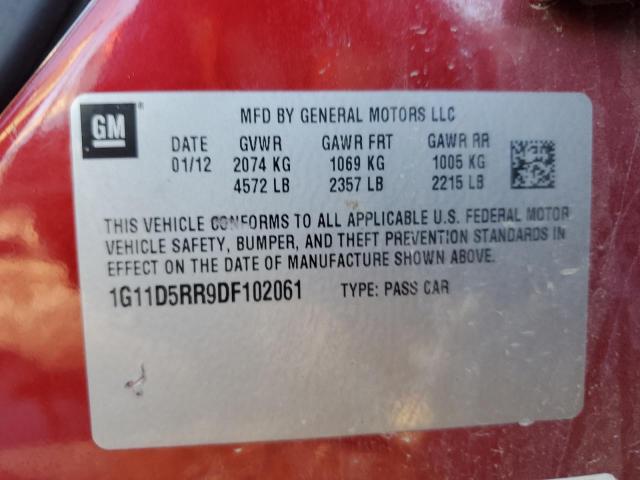 GM
MFD BY GENERAL MOTORS LLC
DATE GVWR GAWR FRT GAWR RR
01/12 2074 KG 1069 KG 1005 KG
4572 LB 2357 LB 2215 LB
THIS VEHICLE CONFORMS TO ALL APPLICABLE U.S. FEDERAL MOTOR
VEHICLE SAFETY, BUMPER, AND THEFT PREVENTION STANDARDS IN
EFFECT ON THE DATE OF MANUFACTURE SHOWN ABOVE.
1G11D5RR9DF102061 TYPE: PASS CAR